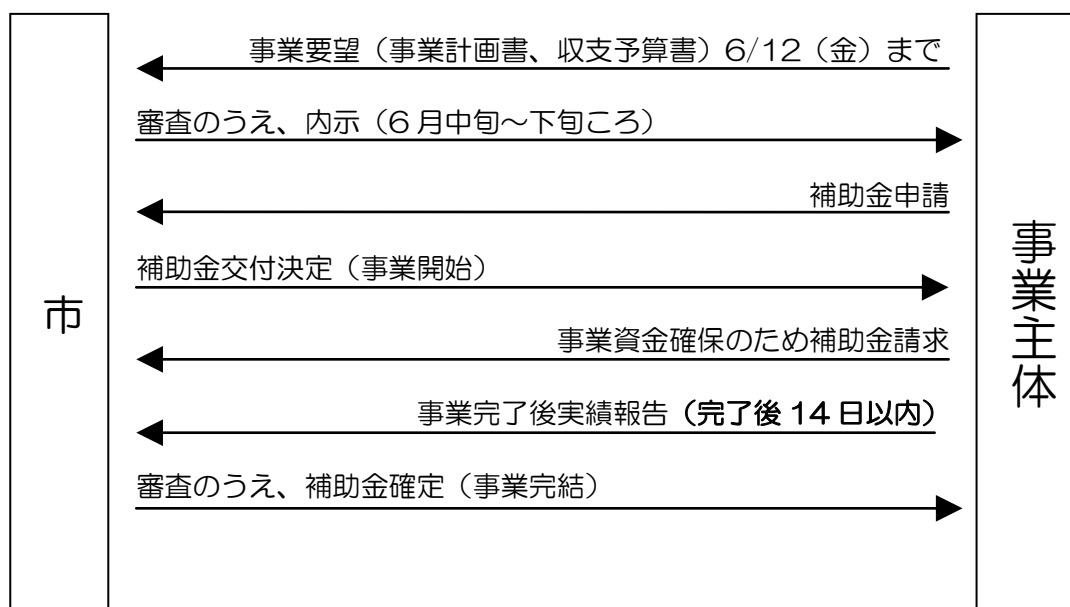 事業要望（事業計画書、収支予算書）6/12（金）まで
審査のうえ、内示（6月中旬～下旬ころ）
補助金申請
補助金交付決定（事業開始）
市
事業主体
事業資金確保のため補助金請求
事業完了後実績報告（完了後14日以内）
審査のうえ、補助金確定（事業完結）